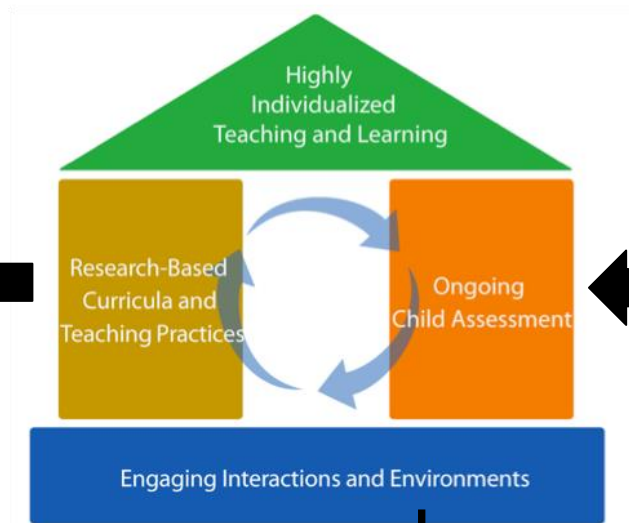 Highly
Individualized
Teaching and Learning
Research-Based
Curricula and
Teaching Practices
Ongoing
Child Assessment
Engaging Interactions and Environments